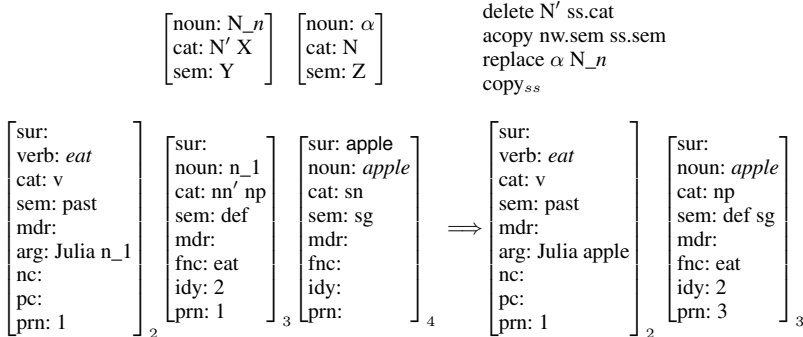 [noun: N_n] [noun: α] delete N′ ss.cat
[cat: N′ X] [cat: N] acopy nw.sem ss.sem
[sem: Y] [sem: Z] replace α N_n
copy_ss
sur: sur: sur: apple sur: sur:
verb: eat noun: n_1 noun: apple verb: eat noun: apple
cat: v cat: nn′ np cat: sn cat: v cat: np
sem: past sem: def sem: sg sem: past sem: def sg
mdr: mdr: mdr: ⟹ mdr: mdr:
arg: Julia n_1 fnc: eat fnc: arg: Julia apple fnc: eat
nc: idy: 2 idy: nc: idy: 2
pc: prn: 1 prn: pc: prn: 3
prn: 1 prn: 1
2 3 4 2 3